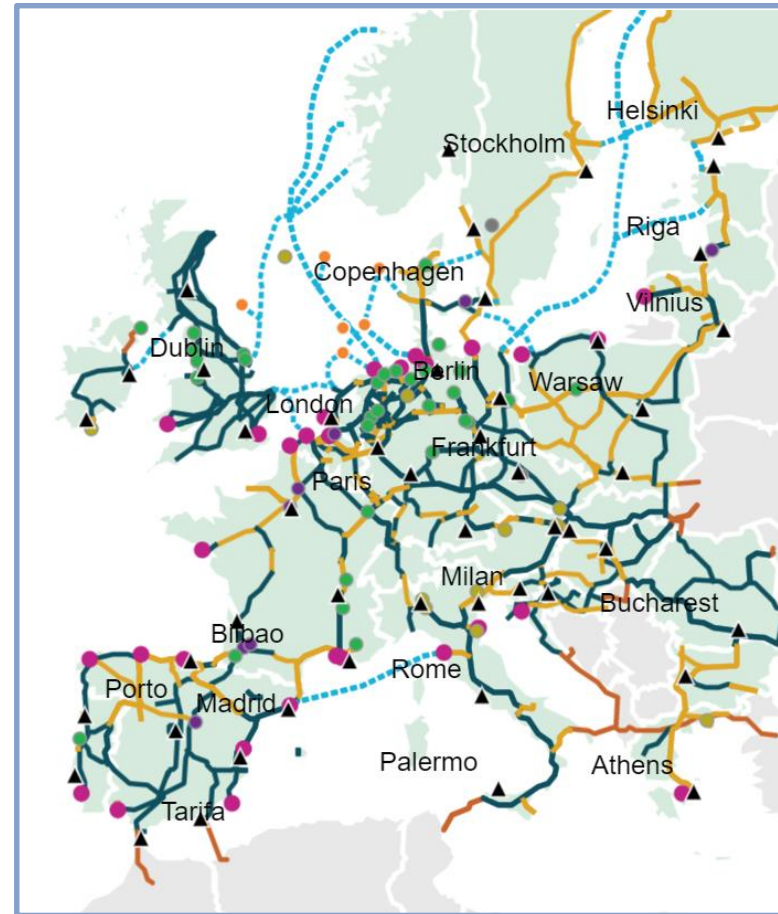 Helsinki
Stockholm
Riga
Copenhagen
Vilnius
Dublin
Berlin
Warsaw
London
Frankfurt
Paris
Milan
Bucharest
Bilbao
Rome
Porto
Madrid
Palermo
Athens
Tarifa